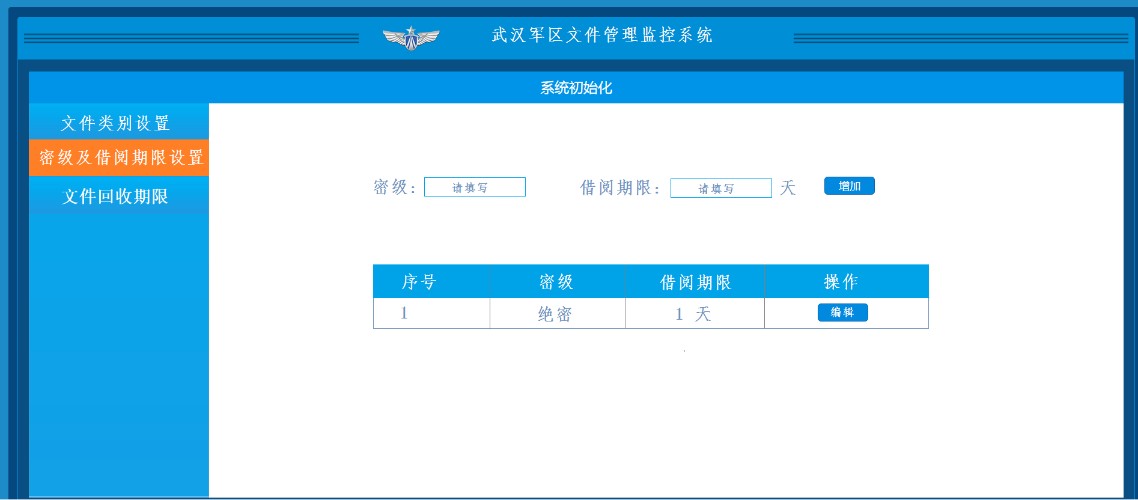 武汉军区文件管理监控系统
系统初始化
文件类别设置
密级及借阅期限设置
文件回收期限
密级: 请填写 借阅期限: 请填写 天 增加
序号 密级 借阅期限 操作
1 绝密 1 天 编辑